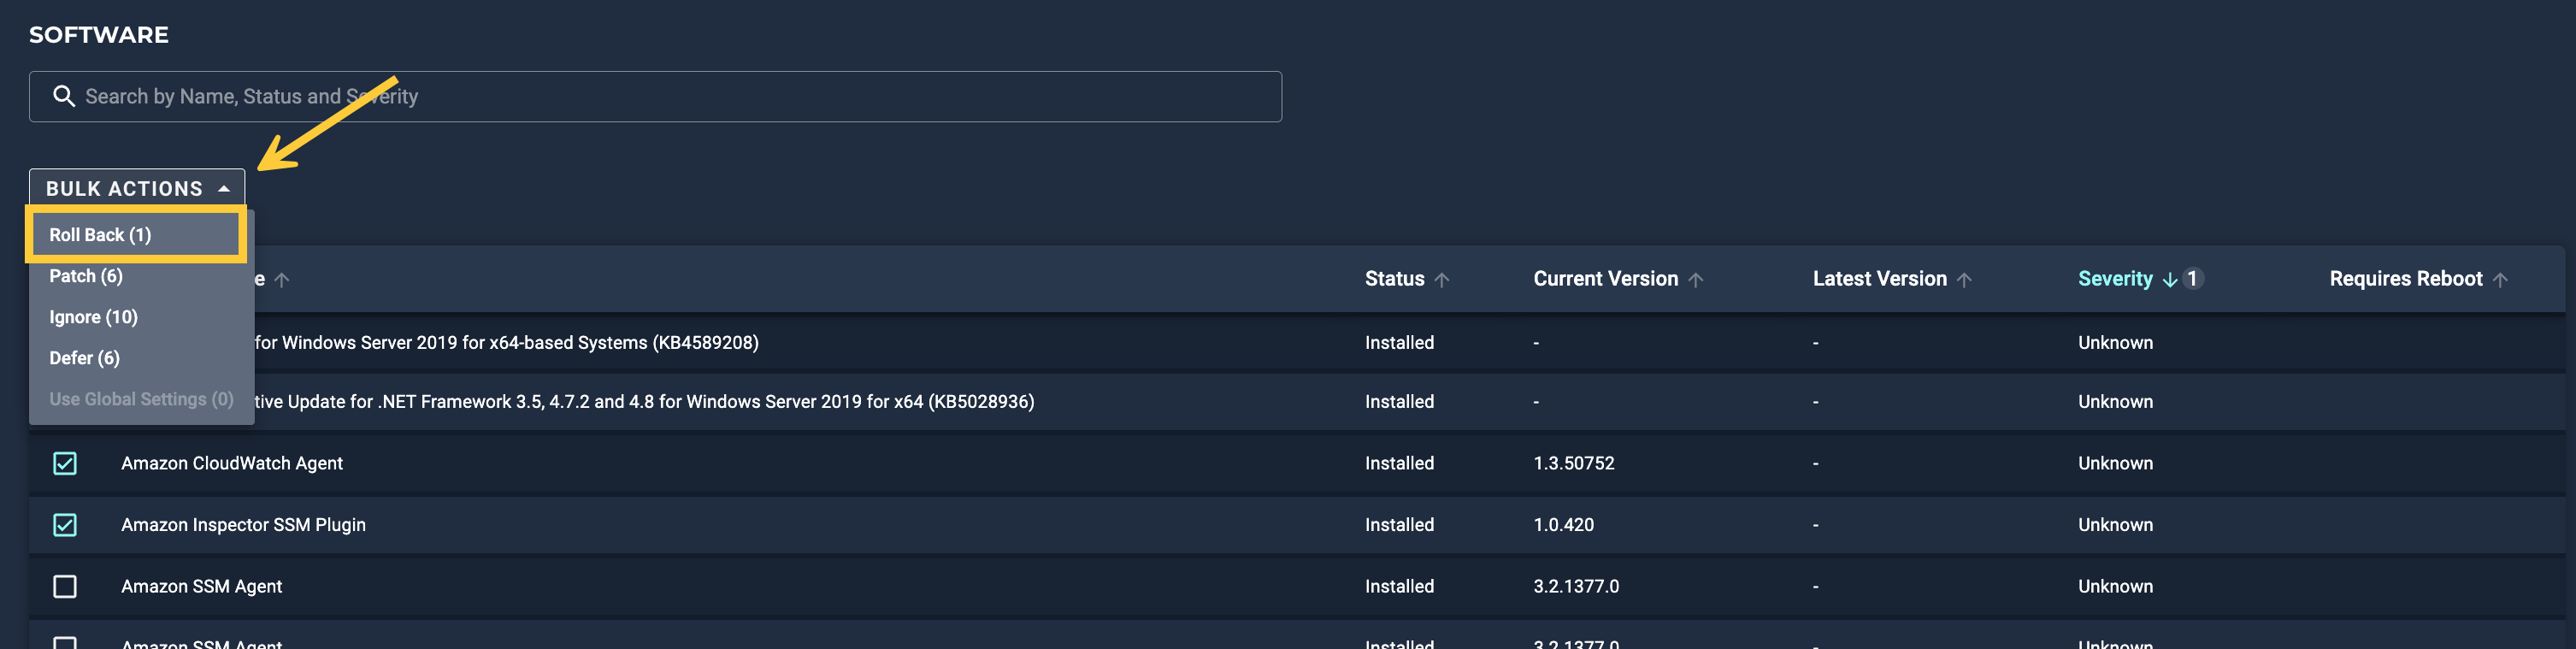 SOFTWARE
Search by Name, Status and Severity
BULK ACTIONS
Roll Back (1)
Patch (6)
Ignore (10)
Defer (6)
Use Global Settings (0)
e Status Current Version Latest Version Severity 1 Requires Reboot
for Windows Server 2019 for x64-based Systems (KB4589208) Installed - - Unknown
tive Update for .NET Framework 3.5, 4.7.2 and 4.8 for Windows Server 2019 for x64 (KB5028936) Installed - - Unknown
Amazon CloudWatch Agent Installed 1.3.50752 - Unknown
Amazon Inspector SSM Plugin Installed 1.0.420 - Unknown
Amazon SSM Agent Installed 3.2.1377.0 - Unknown
Amazon SSM Agent Installed 3.2.1377.0 - Unknown